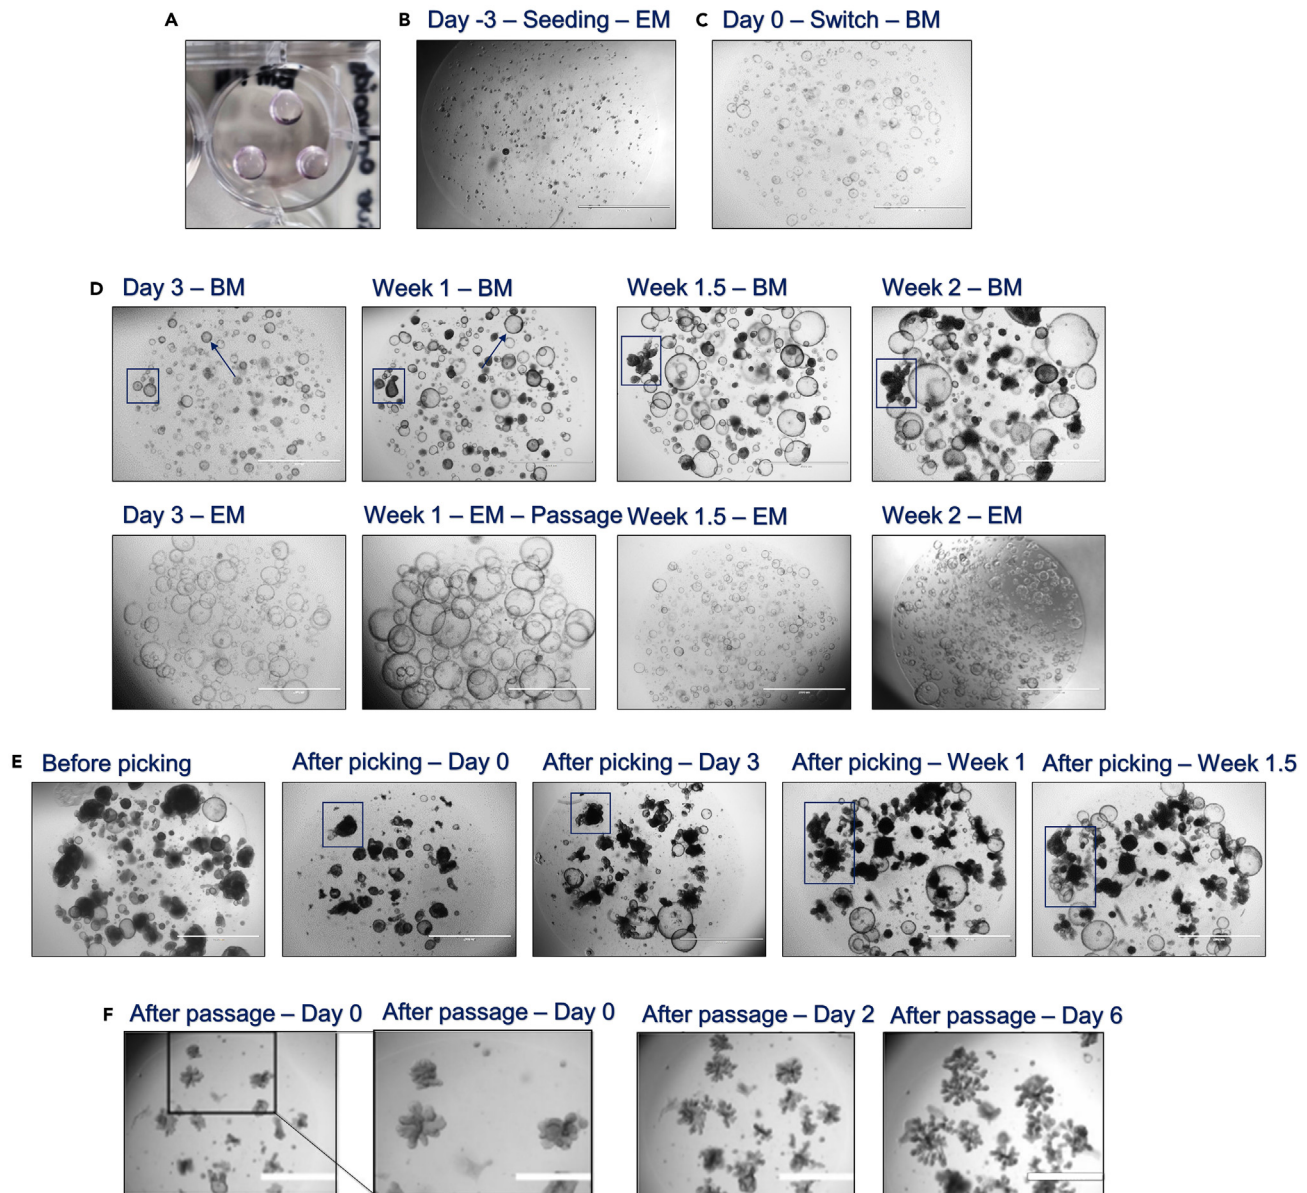 A
B Day -3 – Seeding – EM
C Day 0 – Switch – BM
D Day 3 – BM
Week 1 – BM
Week 1.5 – BM
Week 2 – BM
Day 3 – EM
Week 1 – EM – Passage
Week 1.5 – EM
Week 2 – EM
E Before picking
After picking – Day 0
After picking – Day 3
After picking – Week 1
After picking – Week 1.5
F After passage – Day 0
After passage – Day 0
After passage – Day 2
After passage – Day 6